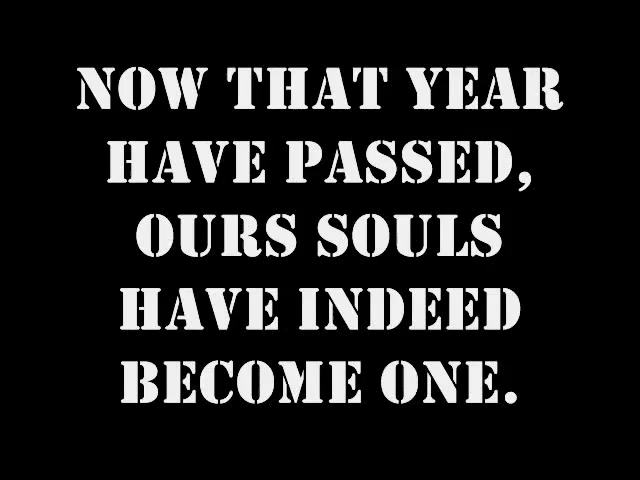 NOW THAT YEAR
HAVE PASSED,
OURS SOULS
HAVE INDEED
BECOME ONE.